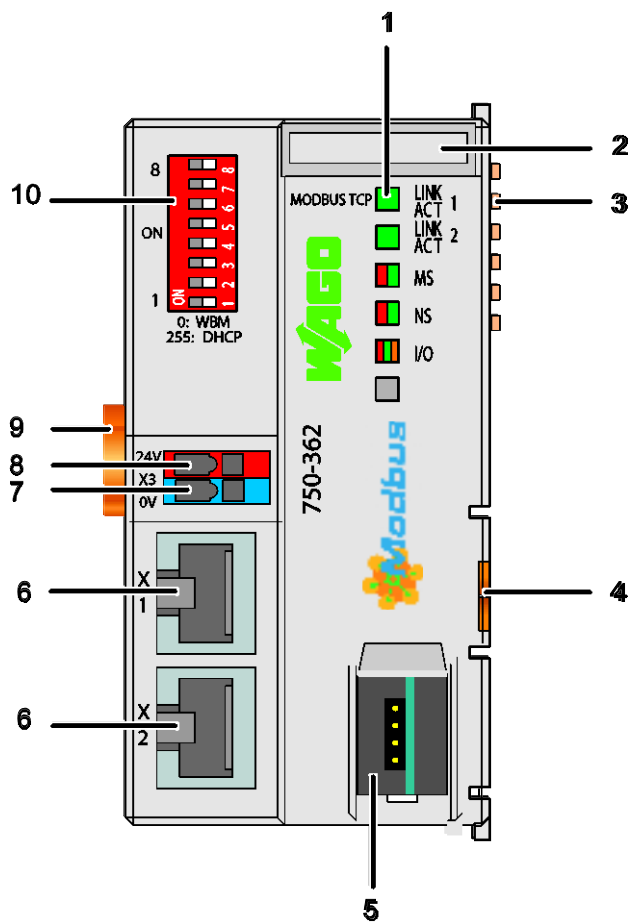 1
2
3
4
5
6
6
7
8
9
10
8
ON
1
ON
1 2 3 4 5 6 7 8
0: WBM
255: DHCP
MODBUS TCP
LINK
ACT 1
LINK
ACT 2
MS
NS
I/O
WAGO
750-362
Modbus
24V
X3
0V
X
1
X
2